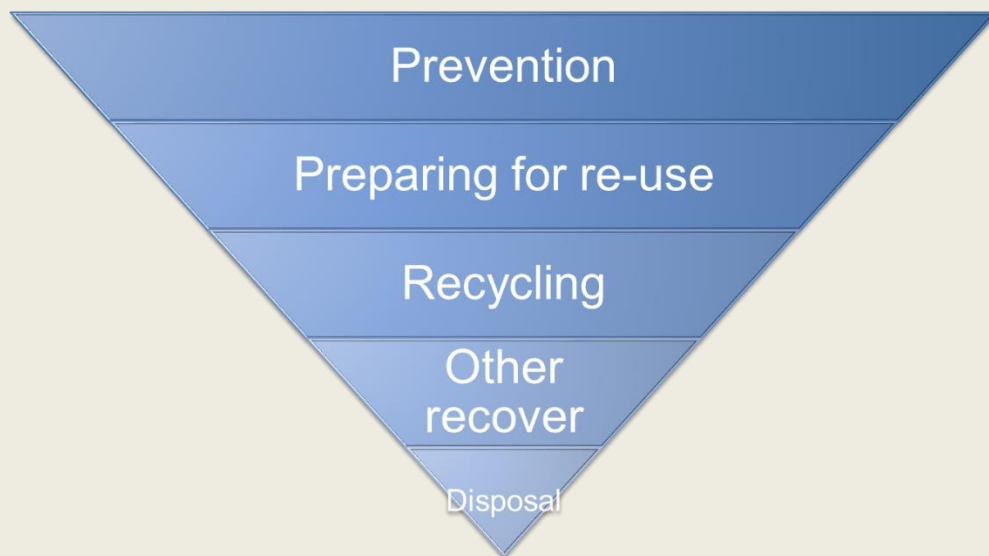 Prevention
Preparing for re-use
Recycling
Other
recover
Disposal